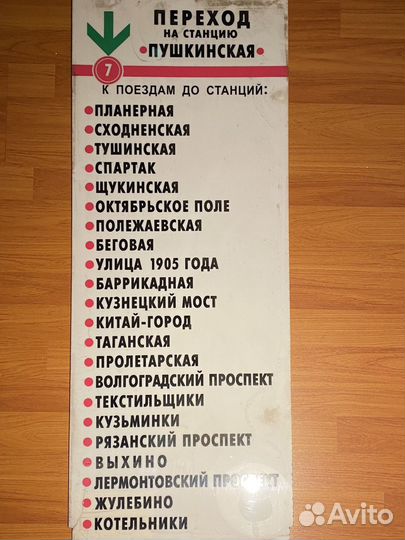 ПЕРЕХОД
НА СТАНЦИЮ
•ПУШКИНСКАЯ•
7
К ПОЕЗДАМ ДО СТАНЦИЙ:
•ПЛАНЕРНАЯ
•СХОДНЕНСКАЯ
•ТУШИНСКАЯ
•СПАРТАК
•ЩУКИНСКАЯ
•ОКТЯБРЬСКОЕ ПОЛЕ
•ПОЛЕЖАЕВСКАЯ
•БЕГОВАЯ
•УЛИЦА 1905 ГОДА
•БАРРИКАДНАЯ
•КУЗНЕЦКИЙ МОСТ
•КИТАЙ-ГОРОД
•ТАГАНСКАЯ
•ПРОЛЕТАРСКАЯ
•ВОЛГОГРАДСКИЙ ПРОСПЕКТ
•ТЕКСТИЛЬЩИКИ
•КУЗЬМИНКИ
•РЯЗАНСКИЙ ПРОСПЕКТ
•ВЫХИНО
•ЛЕРМОНТОВСКИЙ ПРОСПЕКТ
•ЖУЛЕБИНО
•КОТЕЛЬНИКИ
Avito